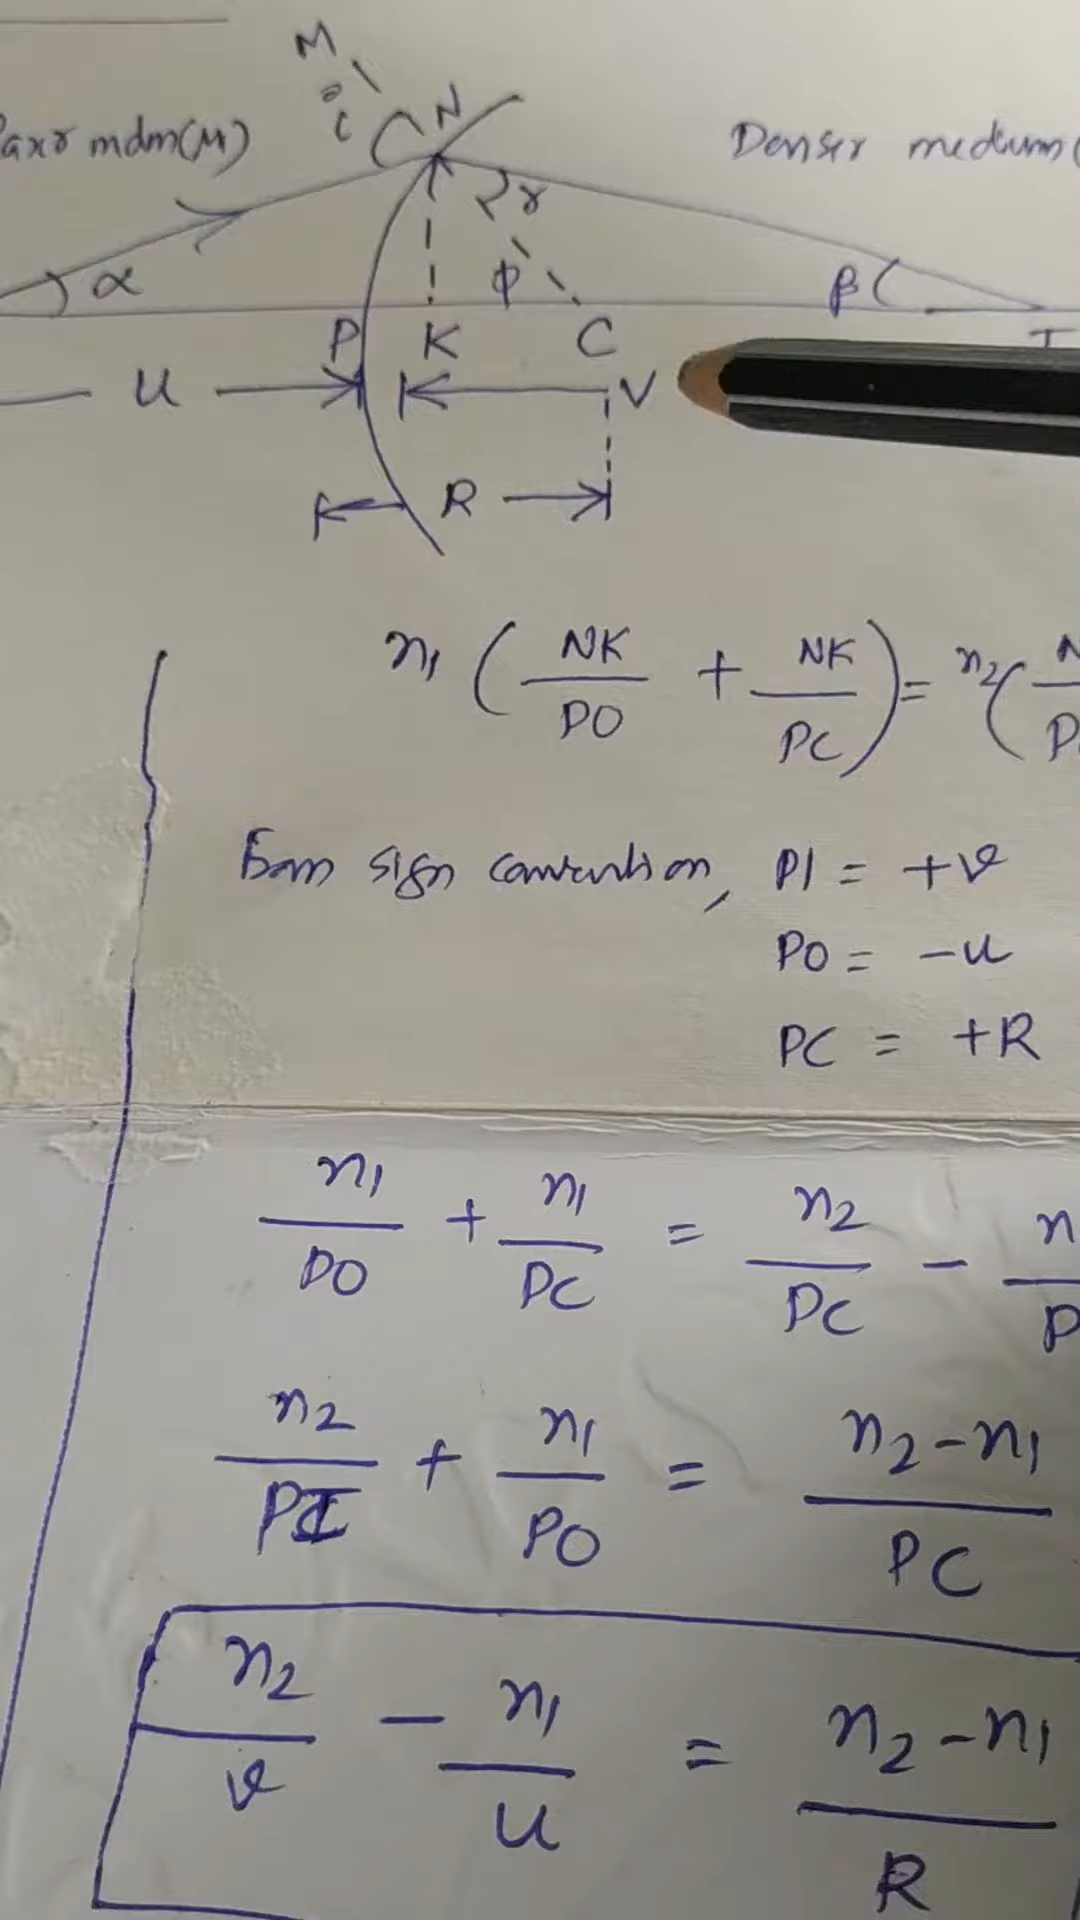 M
i N
mdm(M) Denser medium(
r
α ϕ β
P K C I
u V
R
n₁ ( NK/PO + NK/PC ) = n₂(
From sign convention, PI = +v
PO = -u
PC = +R
n₁/PO + n₁/PC = n₂/PC -
n₂/PI + n₁/PO = n₂-n₁/PC
n₂/v - n₁/u = n₂-n₁/R